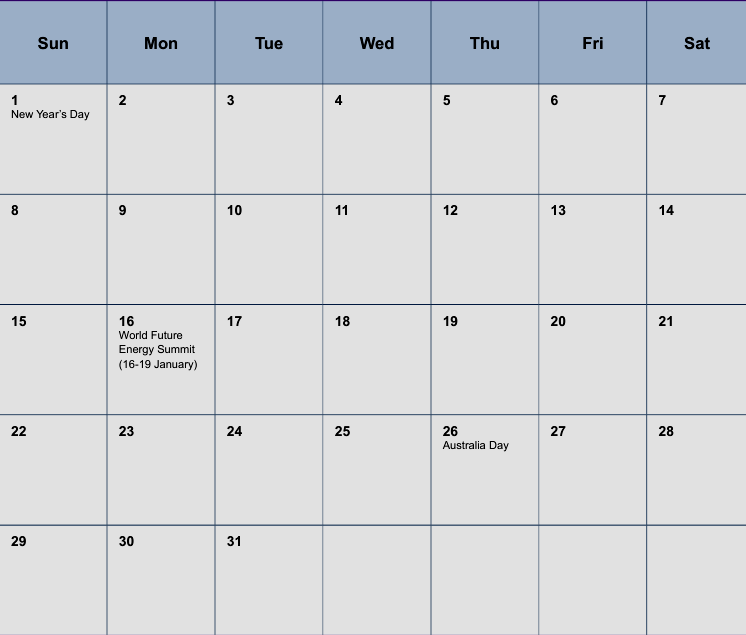 Sun Mon Tue Wed Thu Fri Sat
1 2 3 4 5 6 7
New Year's Day
8 9 10 11 12 13 14
15 16 17 18 19 20 21
World Future
Energy Summit
(16-19 January)
22 23 24 25 26 27 28
Australia Day
29 30 31